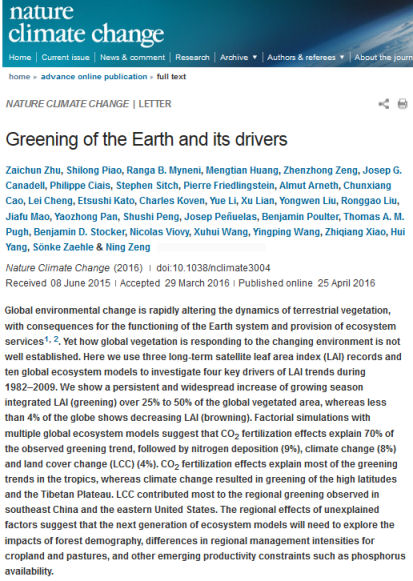 nature
climate change
Home | Current issue | News & comment | Research | Archive ▼ | Authors & referees ▼ | About the journ
home ▸ advance online publication ▸ full text
NATURE CLIMATE CHANGE | LETTER
Greening of the Earth and its drivers
Zaichun Zhu, Shilong Piao, Ranga B. Myneni, Mengtian Huang, Zhenzhong Zeng, Josep G.
Canadell, Philippe Ciais, Stephen Sitch, Pierre Friedlingstein, Almut Arneth, Chunxiang
Cao, Lei Cheng, Etsushi Kato, Charles Koven, Yue Li, Xu Lian, Yongwen Liu, Ronggao Liu,
Jiafu Mao, Yaozhong Pan, Shushi Peng, Josep Peñuelas, Benjamin Poulter, Thomas A. M.
Pugh, Benjamin D. Stocker, Nicolas Viovy, Xuhui Wang, Yingping Wang, Zhiqiang Xiao, Hui
Yang, Sönke Zaehle & Ning Zeng
Nature Climate Change (2016) | doi:10.1038/nclimate3004
Received 08 June 2015 | Accepted 29 March 2016 | Published online 25 April 2016
Global environmental change is rapidly altering the dynamics of terrestrial vegetation,
with consequences for the functioning of the Earth system and provision of ecosystem
services1, 2. Yet how global vegetation is responding to the changing environment is not
well established. Here we use three long-term satellite leaf area index (LAI) records and
ten global ecosystem models to investigate four key drivers of LAI trends during
1982–2009. We show a persistent and widespread increase of growing season
integrated LAI (greening) over 25% to 50% of the global vegetated area, whereas less
than 4% of the globe shows decreasing LAI (browning). Factorial simulations with
multiple global ecosystem models suggest that CO2 fertilization effects explain 70% of
the observed greening trend, followed by nitrogen deposition (9%), climate change (8%)
and land cover change (LCC) (4%). CO2 fertilization effects explain most of the greening
trends in the tropics, whereas climate change resulted in greening of the high latitudes
and the Tibetan Plateau. LCC contributed most to the regional greening observed in
southeast China and the eastern United States. The regional effects of unexplained
factors suggest that the next generation of ecosystem models will need to explore the
impacts of forest demography, differences in regional management intensities for
cropland and pastures, and other emerging productivity constraints such as phosphorus
availability.